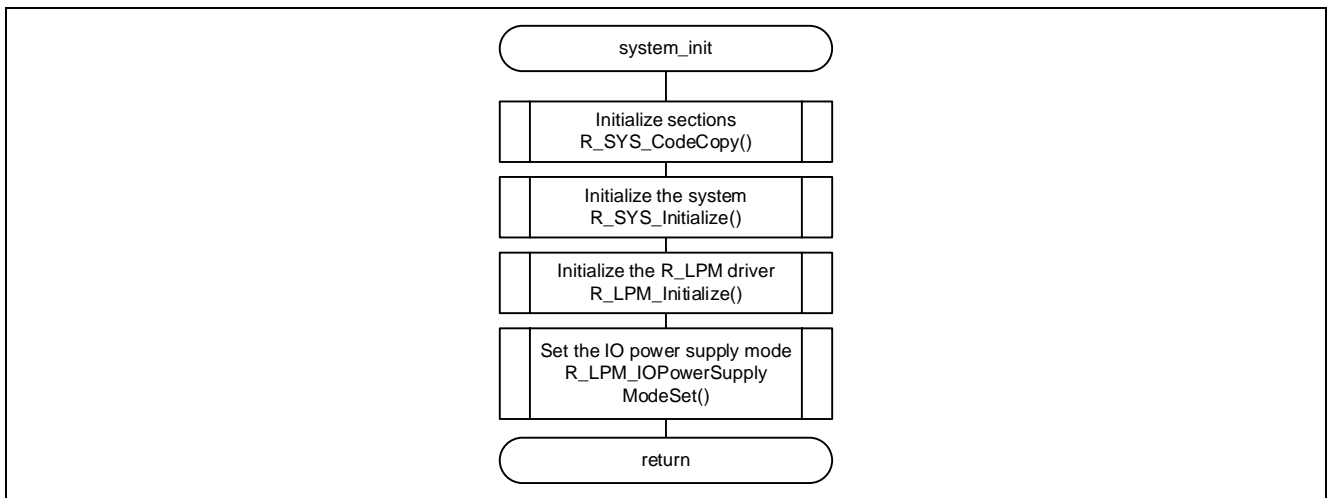 system_init
Initialize sections
R_SYS_CodeCopy()
Initialize the system
R_SYS_Initialize()
Initialize the R_LPM driver
R_LPM_Initialize()
Set the IO power supply mode
R_LPM_IOPowerSupply
ModeSet()
return